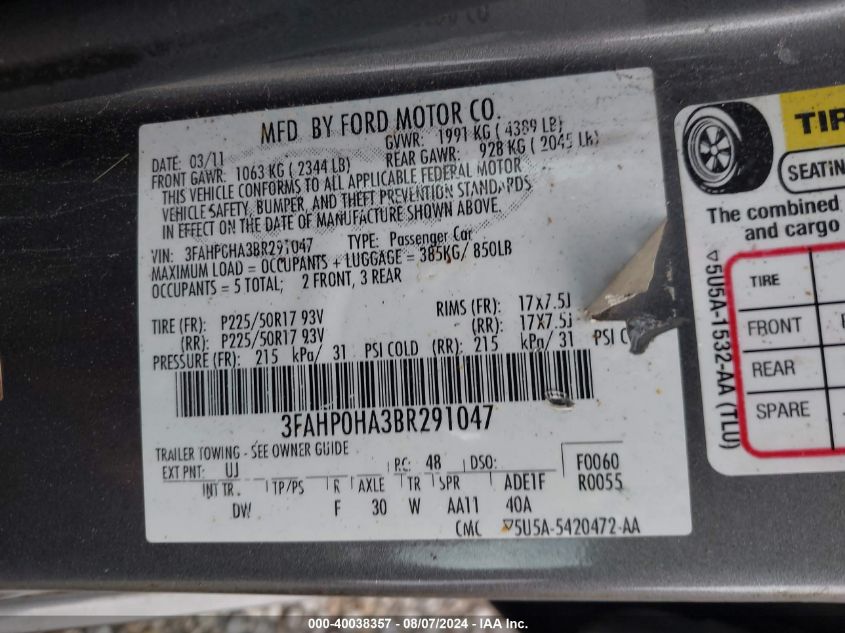 MFD. BY FORD MOTOR CO.
DATE: 03/11 GVWR: 1991 KG ( 4389 LB)
FRONT GAWR: 1063 KG ( 2344 LB) REAR GAWR: 928 KG ( 2045 LB)
THIS VEHICLE CONFORMS TO ALL APPLICABLE FEDERAL MOTOR
VEHICLE SAFETY, BUMPER, AND THEFT PREVENTION STANDARDS
IN EFFECT ON THE DATE OF MANUFACTURE SHOWN ABOVE.
VIN: 3FAHP0HA3BR291047 TYPE: Passenger Car
MAXIMUM LOAD = OCCUPANTS + LUGGAGE = 385KG/ 850LB
OCCUPANTS = 5 TOTAL; 2 FRONT, 3 REAR
TIRE (FR): P225/50R17 93V RIMS (FR): 17X7.5J
(RR): P225/50R17 93V (RR): 17X7.5J
PRESSURE (FR): 215 kPa/ 31 PSI COLD (RR): 215 kPa/ 31 PSI
3FAHP0HA3BR291047
TRAILER TOWING - SEE OWNER GUIDE
EXT PNT: UJ RC: 48 DSO: F0060
INT TR. TP/PS R AXLE TR SPR ADE1F R0055
DW F 30 W AA11 40A
CMC 5U5A-5420472-AA
5U5A-1532-AA (TLU)
The combined
and cargo
TIRE
FRONT
REAR
SPARE
000-40038357 - 08/07/2024 - IAA Inc.